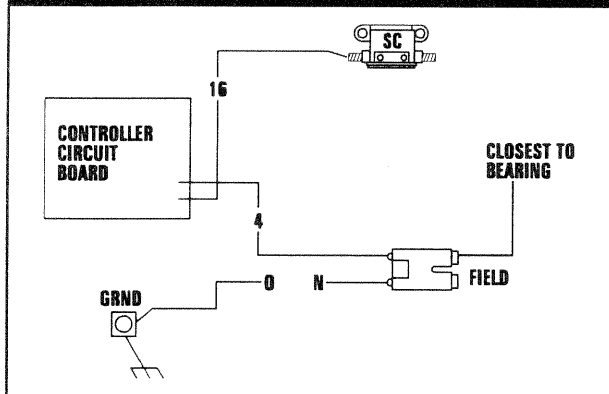 SC
16
CONTROLLER
CIRCUIT
BOARD
CLOSEST TO
BEARING
4
0 N
FIELD
GRND